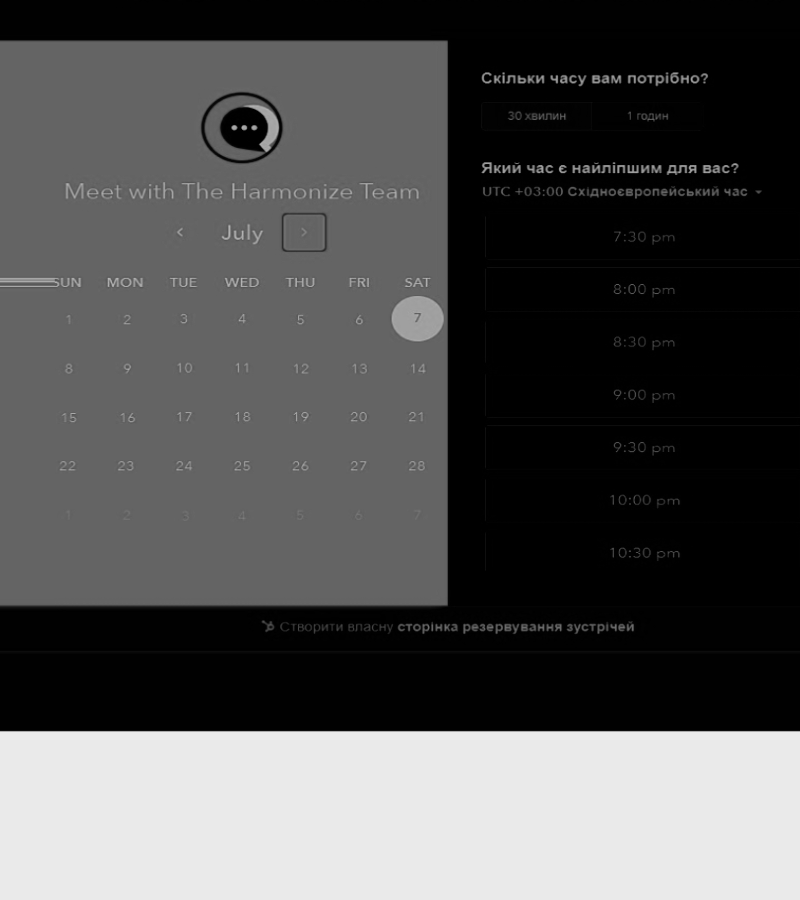 Meet with The Harmonize Team
July
SUN MON TUE WED THU FRI SAT
1 2 3 4 5 6 7
8 9 10 11 12 13 14
15 16 17 18 19 20 21
22 23 24 25 26 27 28
1 2 3 4 5 6 7
Скільки часу вам потрібно?
30 хвилин 1 годин
Який час є найліпшим для вас?
UTC +03:00 Східноєвропейський час
7:30 pm
8:00 pm
8:30 pm
9:00 pm
9:30 pm
10:00 pm
10:30 pm
Створити власну сторінка резервування зустрічей